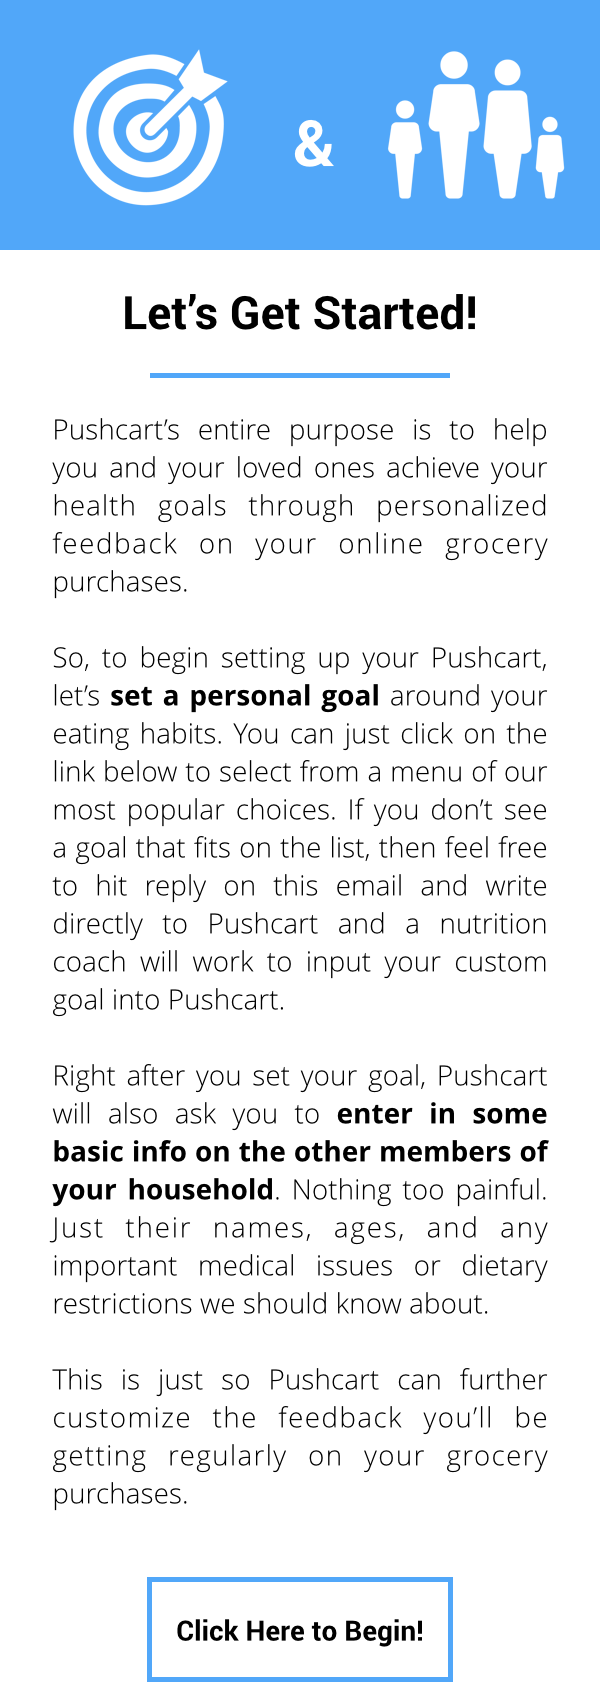 &
Let’s Get Started!
Pushcart’s entire purpose is to help
you and your loved ones achieve your
health goals through personalized
feedback on your online grocery
purchases.
So, to begin setting up your Pushcart,
let’s set a personal goal around your
eating habits. You can just click on the
link below to select from a menu of our
most popular choices. If you don’t see
a goal that fits on the list, then feel free
to hit reply on this email and write
directly to Pushcart and a nutrition
coach will work to input your custom
goal into Pushcart.
Right after you set your goal, Pushcart
will also ask you to enter in some
basic info on the other members of
your household. Nothing too painful.
Just their names, ages, and any
important medical issues or dietary
restrictions we should know about.
This is just so Pushcart can further
customize the feedback you’ll be
getting regularly on your grocery
purchases.
Click Here to Begin!